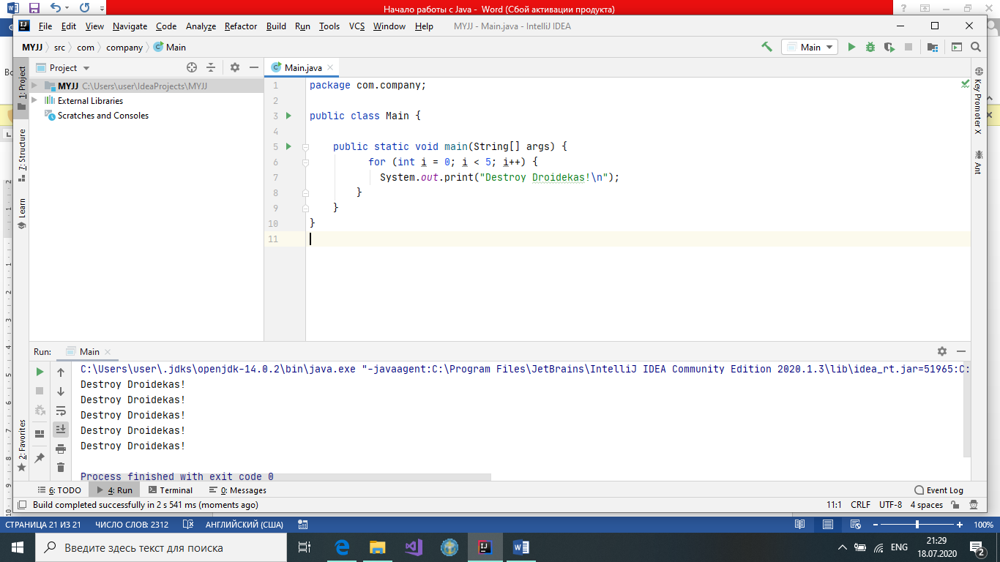 Начало работы с Java - Word (Сбой активации продукта)
File Edit View Navigate Code Analyze Refactor Build Run Tools VCS Window Help MYJJ - Main.java - IntelliJ IDEA
MYJJ src com company Main Main
1: Project
7: Structure
Learn
2: Favorites
Project
MYJJ C:\Users\user\IdeaProjects\MYJJ
External Libraries
Scratches and Consoles
Main.java
1 package com.company;
2
3 public class Main {
4
5 public static void main(String[] args) {
6 for (int i = 0; i < 5; i++) {
7 System.out.print("Destroy Droidekas!\n");
8 }
9 }
10 }
11
Key Promoter X
Ant
Run: Main
C:\Users\user\.jdks\openjdk-14.0.2\bin\java.exe "-javaagent:C:\Program Files\JetBrains\IntelliJ IDEA Community Edition 2020.1.3\lib\idea_rt.jar=51965:C:
Destroy Droidekas!
Destroy Droidekas!
Destroy Droidekas!
Destroy Droidekas!
Destroy Droidekas!
Process finished with exit code 0
6: TODO 4: Run Terminal 0: Messages Event Log
Build completed successfully in 2 s 541 ms (moments ago) 11:1 CRLF UTF-8 4 spaces
СТРАНИЦА 21 ИЗ 21 ЧИСЛО СЛОВ: 2312 АНГЛИЙСКИЙ (США) 100%
Введите здесь текст для поиска ENG 21:29
18.07.2020 2